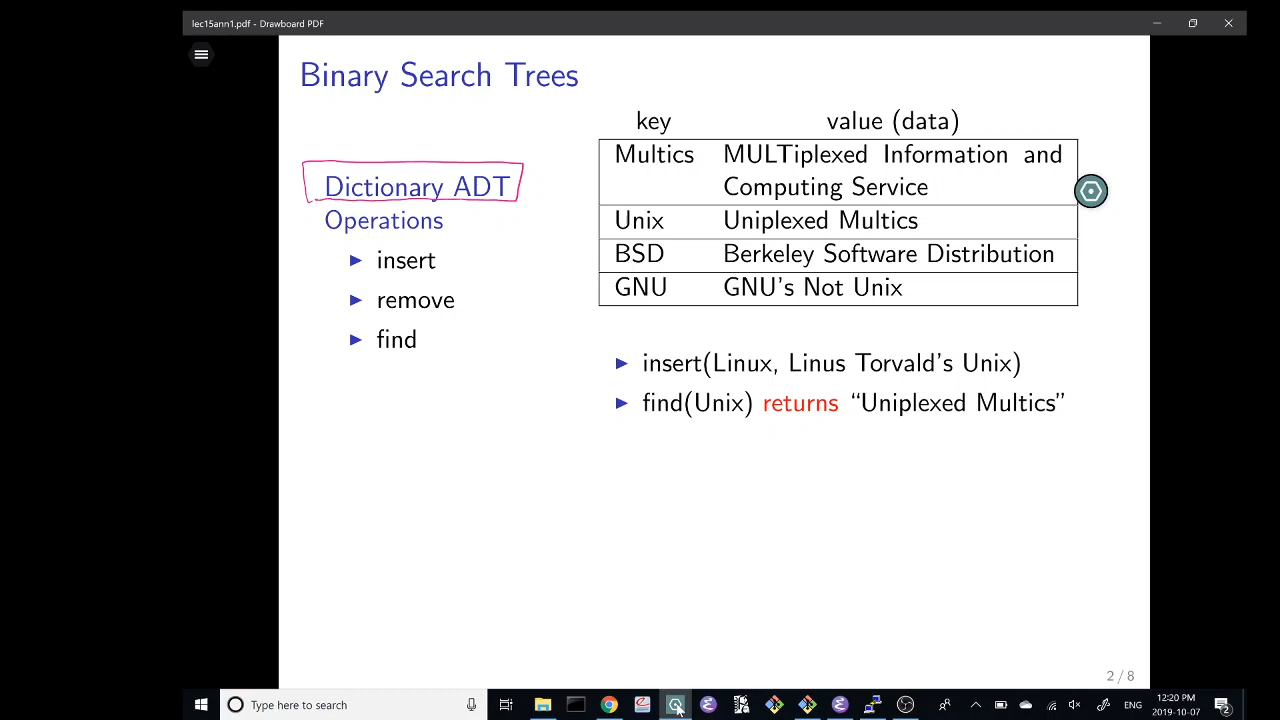 lec15ann1.pdf - Drawboard PDF
Binary Search Trees
key value (data)
Multics MULTiplexed Information and
Computing Service
Dictionary ADT
Operations
Unix Uniplexed Multics
BSD Berkeley Software Distribution
GNU GNU's Not Unix
▶ insert
▶ remove
▶ find
▶ insert(Linux, Linus Torvald's Unix)
▶ find(Unix) returns “Uniplexed Multics”
2 / 8
Type here to search
ENG
12:20 PM
2019-10-07
2